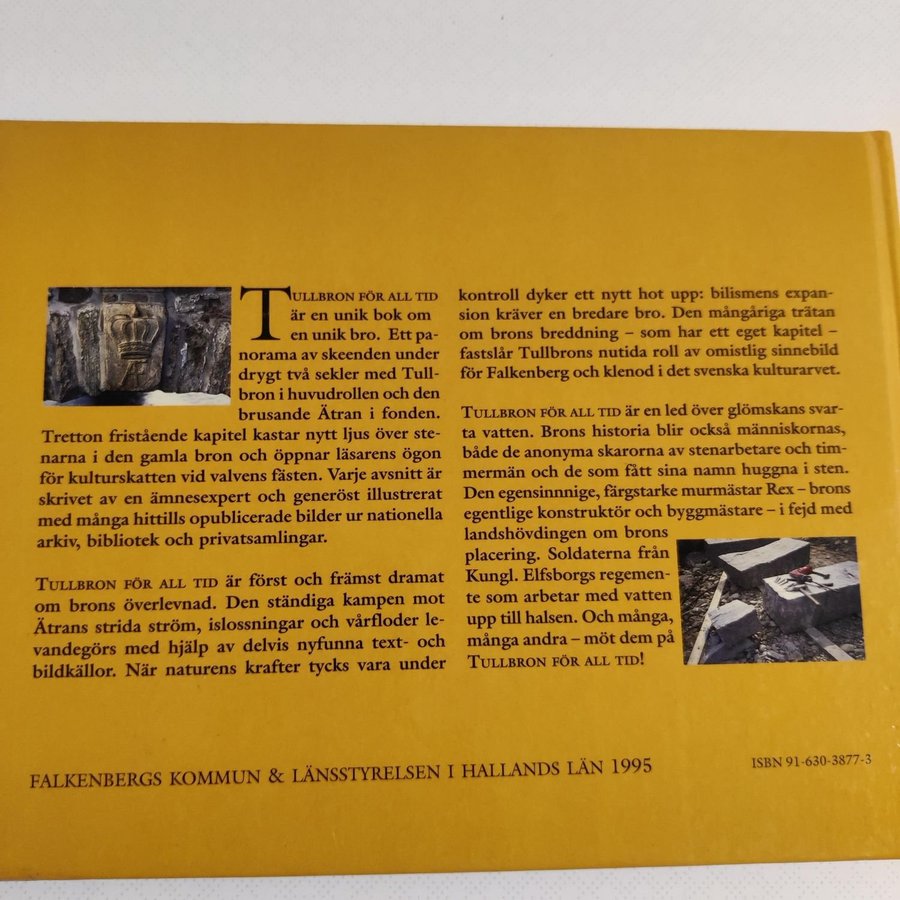 TULLBRON FÖR ALL TID
är en unik bok om
en unik bro. Ett pa-
norama av skeenden under
drygt två sekler med Tull-
bron i huvudrollen och den
brusande Ätran i fonden.
Tretton fristående kapitel kastar nytt ljus över ste-
narna i den gamla bron och öppnar läsarens ögon
för kulturskatten vid valvens fästen. Varje avsnitt är
skrivet av en ämnesexpert och generöst illustrerat
med många hittills opublicerade bilder ur nationella
arkiv, bibliotek och privatsamlingar.
TULLBRON FÖR ALL TID är först och främst dramat
om brons överlevnad. Den ständiga kampen mot
Ätrans strida ström, islossningar och vårfloder le-
vandegörs med hjälp av delvis nyfunna text- och
bildkällor. När naturens krafter tycks vara under
kontroll dyker ett nytt hot upp: bilismens expan-
sion kräver en bredare bro. Den mångåriga trätan
om brons breddning – som har ett eget kapitel –
fastslår Tullbrons nutida roll av omistlig sinnebild
för Falkenberg och klenod i det svenska kulturarvet.
TULLBRON FÖR ALL TID är en led över glömskans svar-
ta vatten. Brons historia blir också människornas,
både de anonyma skarorna av stenarbetare och tim-
mermän och de som fått sina namn huggna i sten.
Den egensinnnige, färgstarke murmästar Rex – brons
egentlige konstruktör och byggmästare – i fejd med
landshövdingen om brons
placering. Soldaterna från
Kungl. Elfsborgs regemen-
te som arbetar med vatten
upp till halsen. Och många,
många andra – möt dem på
TULLBRON FÖR ALL TID!
FALKENBERGS KOMMUN & LÄNSSTYRELSEN I HALLANDS LÄN 1995
ISBN 91-630-3877-3